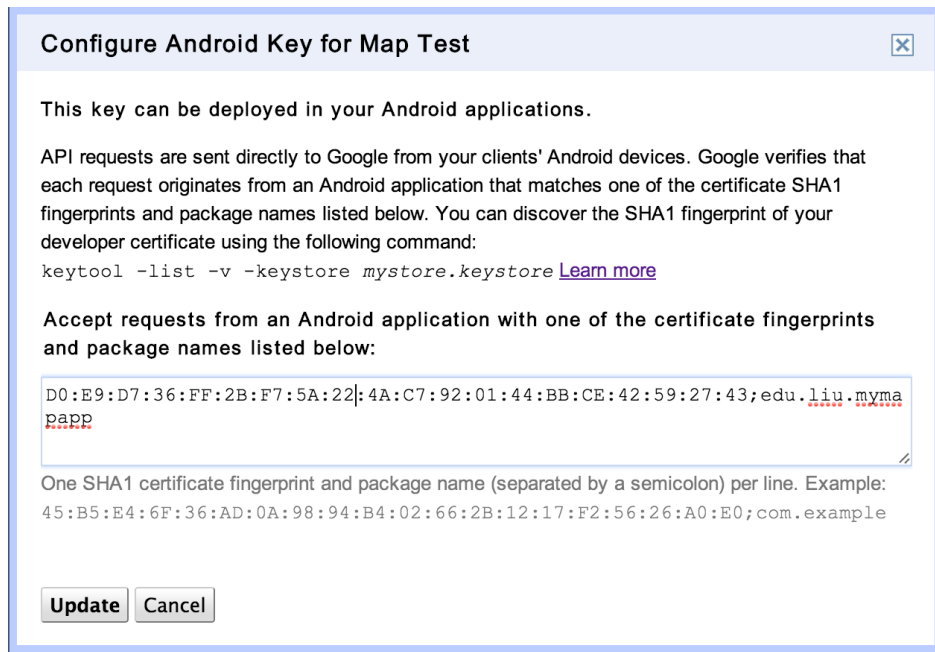 Configure Android Key for Map Test
This key can be deployed in your Android applications.
API requests are sent directly to Google from your clients' Android devices. Google verifies that
each request originates from an Android application that matches one of the certificate SHA1
fingerprints and package names listed below. You can discover the SHA1 fingerprint of your
developer certificate using the following command:
keytool -list -v -keystore mystore.keystore Learn more
Accept requests from an Android application with one of the certificate fingerprints
and package names listed below:
D0:E9:D7:36:FF:2B:F7:5A:22:4A:C7:92:01:44:BB:CE:42:59:27:43;edu.liu.myma
papp
One SHA1 certificate fingerprint and package name (separated by a semicolon) per line. Example:
45:B5:E4:6F:36:AD:0A:98:94:B4:02:66:2B:12:17:F2:56:26:A0:E0;com.example
Update Cancel